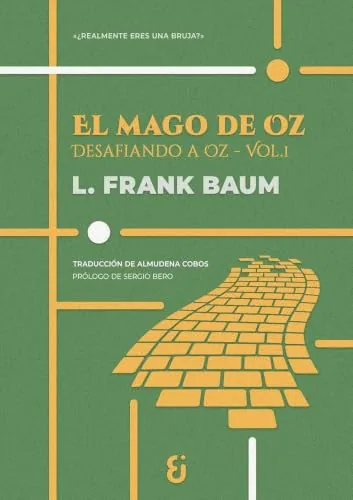 «¿REALMENTE ERES UNA BRUJA?»
EL MAGO DE OZ
DESAFIANDO A OZ - VOL.1
L. FRANK BAUM
TRADUCCIÓN DE ALMUDENA COBOS
PRÓLOGO DE SERGIO BERO